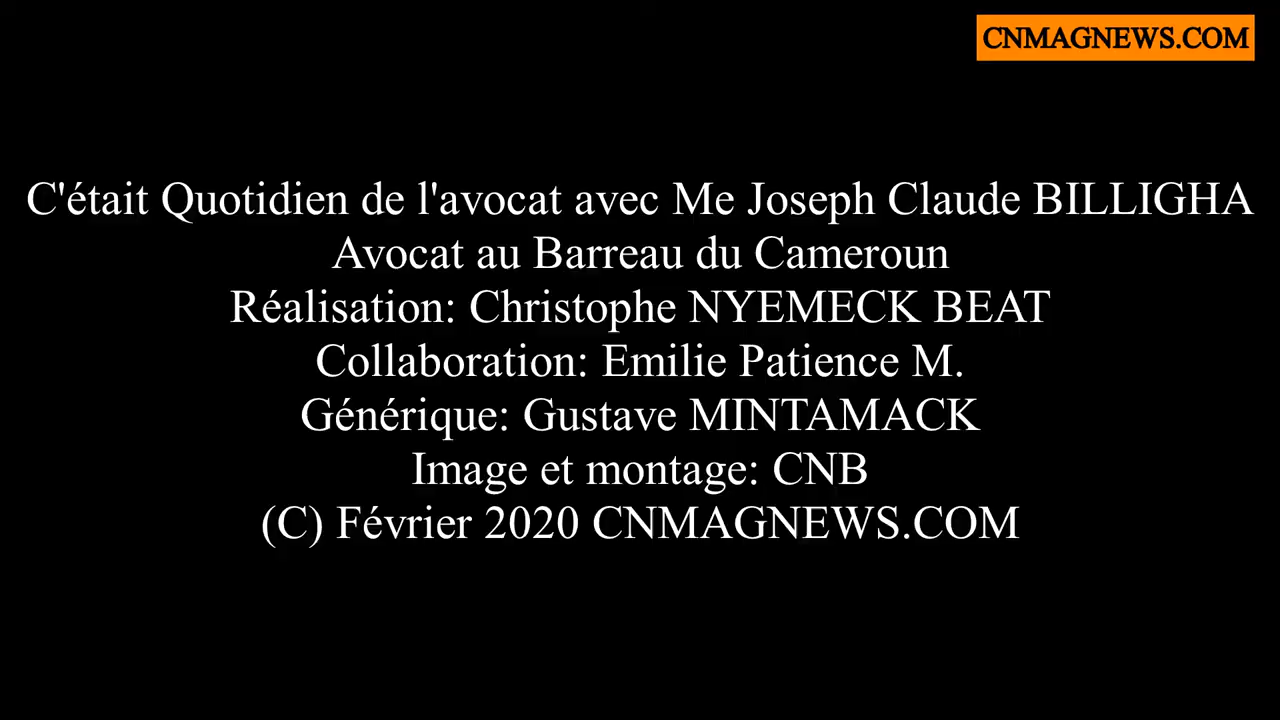 CNMAGNEWS.COM
C'était Quotidien de l'avocat avec Me Joseph Claude BILLIGHA
Avocat au Barreau du Cameroun
Réalisation: Christophe NYEMECK BEAT
Collaboration: Emilie Patience M.
Générique: Gustave MINTAMACK
Image et montage: CNB
(C) Février 2020 CNMAGNEWS.COM